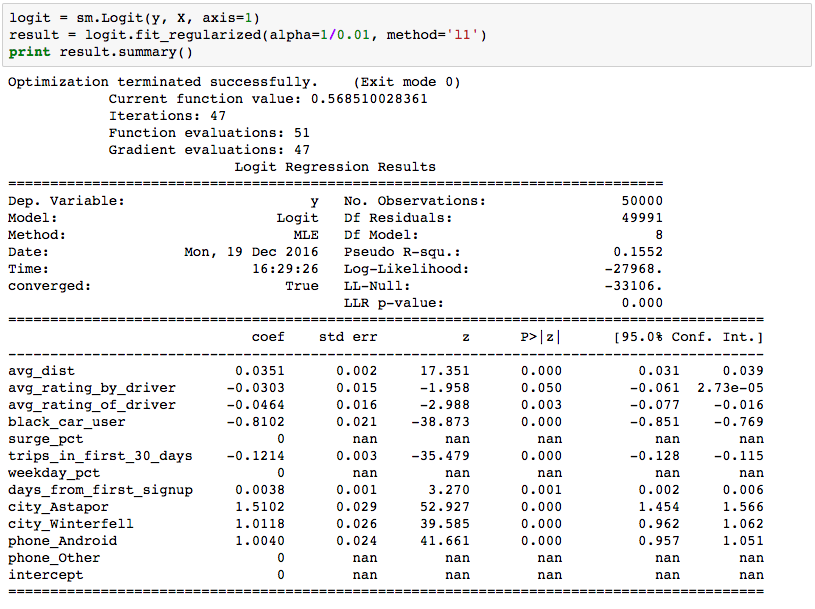 logit = sm.Logit(y, X, axis=1)
result = logit.fit_regularized(alpha=1/0.01, method='l1')
print result.summary()
Optimization terminated successfully.    (Exit mode 0)
            Current function value: 0.568510028361
            Iterations: 47
            Function evaluations: 51
            Gradient evaluations: 47
                           Logit Regression Results
==============================================================================
Dep. Variable:                      y   No. Observations:                50000
Model:                          Logit   Df Residuals:                    49991
Method:                           MLE   Df Model:                            8
Date:                Mon, 19 Dec 2016   Pseudo R-squ.:                  0.1552
Time:                        16:29:26   Log-Likelihood:                -27968.
converged:                       True   LL-Null:                       -33106.
                                        LLR p-value:                     0.000
==========================================================================================
                             coef    std err          z      P>|z|      [95.0% Conf. Int.]
------------------------------------------------------------------------------------------
avg_dist                   0.0351      0.002     17.351      0.000         0.031     0.039
avg_rating_by_driver      -0.0303      0.015     -1.958      0.050        -0.061  2.73e-05
avg_rating_of_driver      -0.0464      0.016     -2.988      0.003        -0.077    -0.016
black_car_user            -0.8102      0.021    -38.873      0.000        -0.851    -0.769
surge_pct                       0        nan        nan        nan           nan       nan
trips_in_first_30_days    -0.1214      0.003    -35.479      0.000        -0.128    -0.115
weekday_pct                     0        nan        nan        nan           nan       nan
days_from_first_signup     0.0038      0.001      3.270      0.001         0.002     0.006
city_Astapor               1.5102      0.029     52.927      0.000         1.454     1.566
city_Winterfell            1.0118      0.026     39.585      0.000         0.962     1.062
phone_Android              1.0040      0.024     41.661      0.000         0.957     1.051
phone_Other                     0        nan        nan        nan           nan       nan
intercept                       0        nan        nan        nan           nan       nan
==========================================================================================